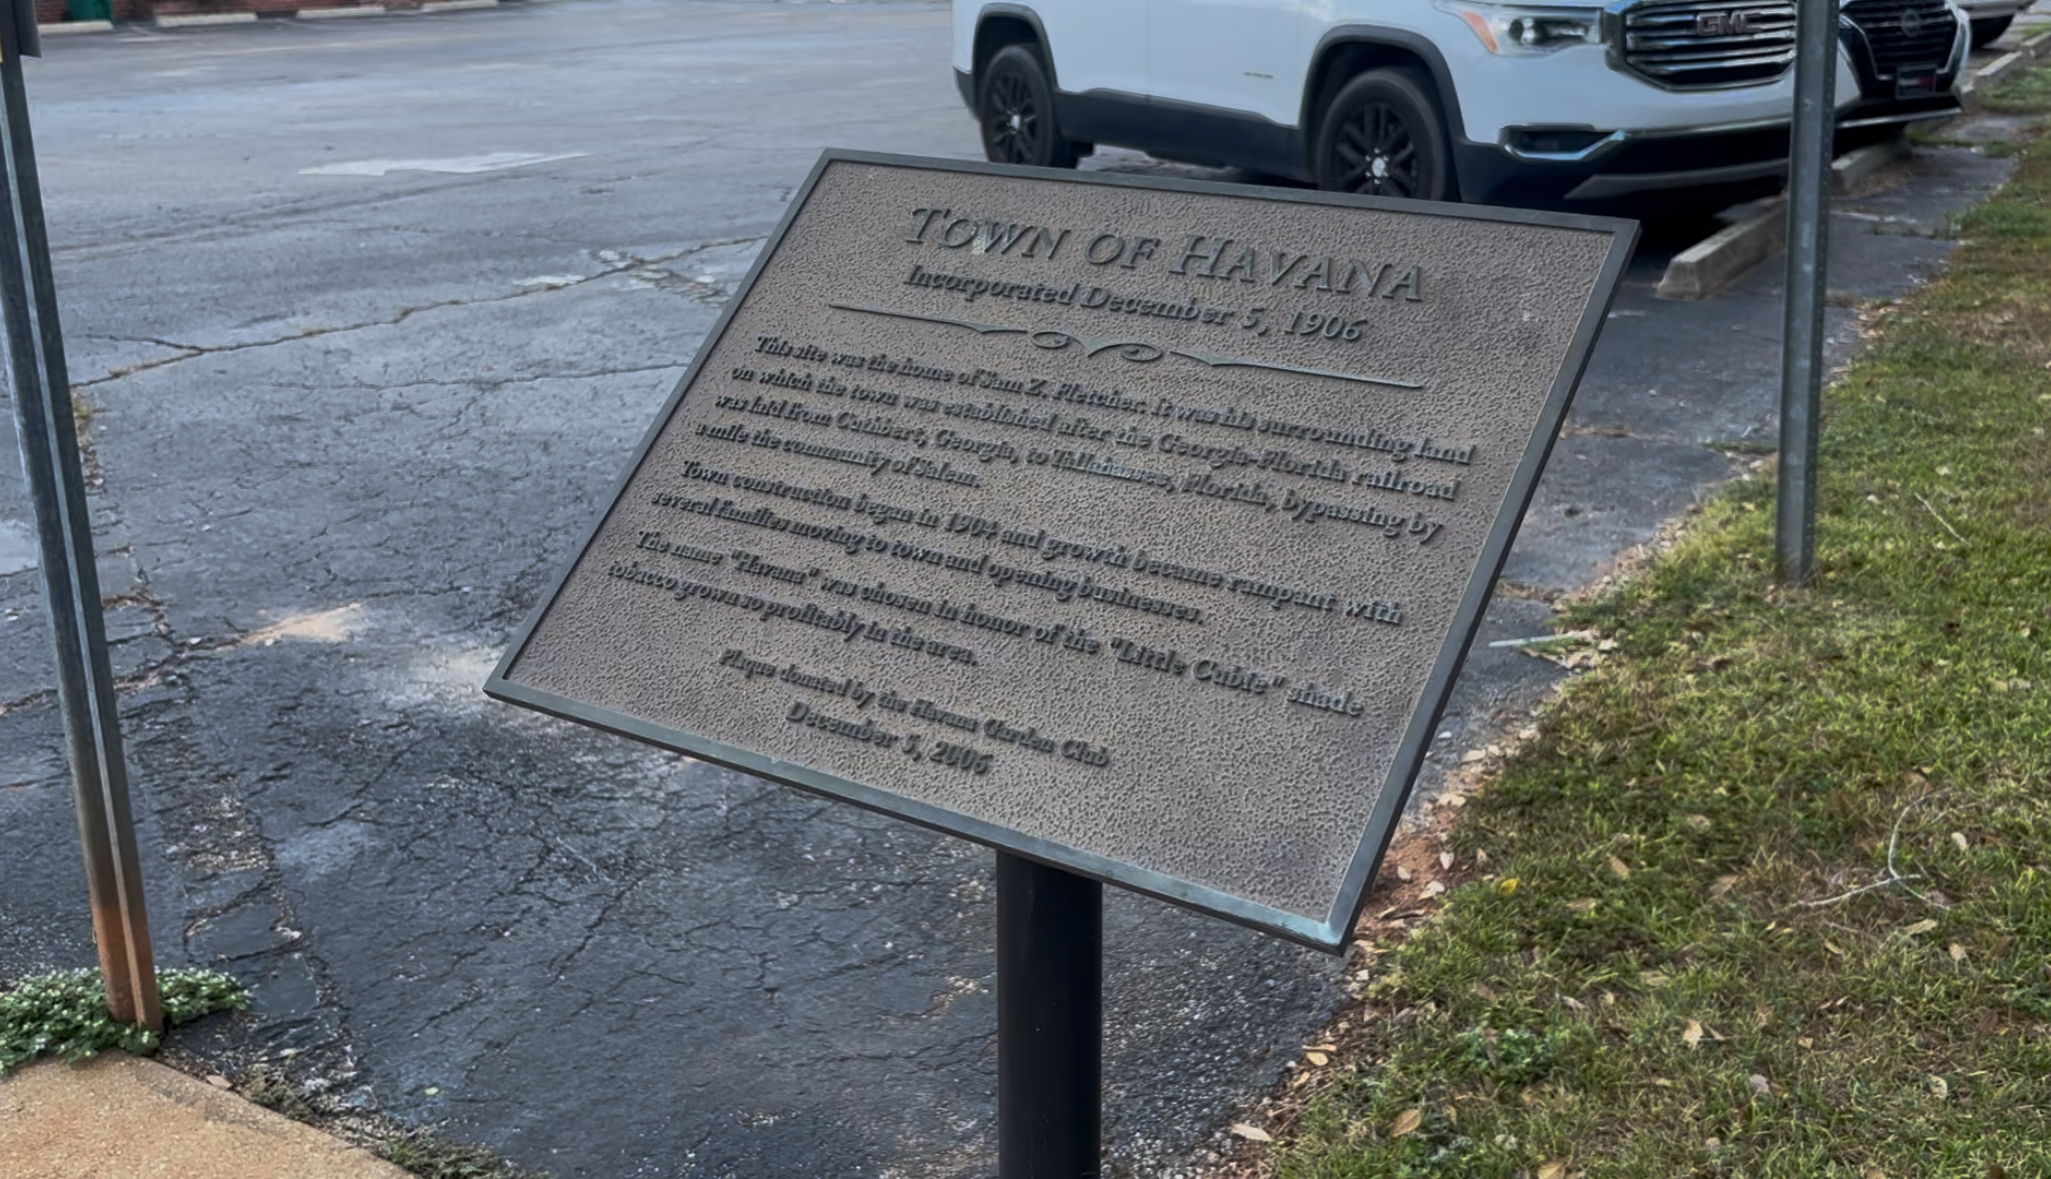 GMC
TOWN OF HAVANA
Incorporated December 5, 1906
This site was the home of Sam Z. Fletcher. It was his surrounding land
on which the town was established after the Georgia-Florida railroad
was laid from Cuthbert, Georgia, to Tallahassee, Florida, bypassing by
a mile the community of Salem.
Town construction began in 1904 and growth became rampant with
several families moving to town and opening businesses.
The name "Havana" was chosen in honor of the "Little Cubie" shade
tobacco grown so profitably in the area.
Plaque donated by the Havana Garden Club
December 5, 2006